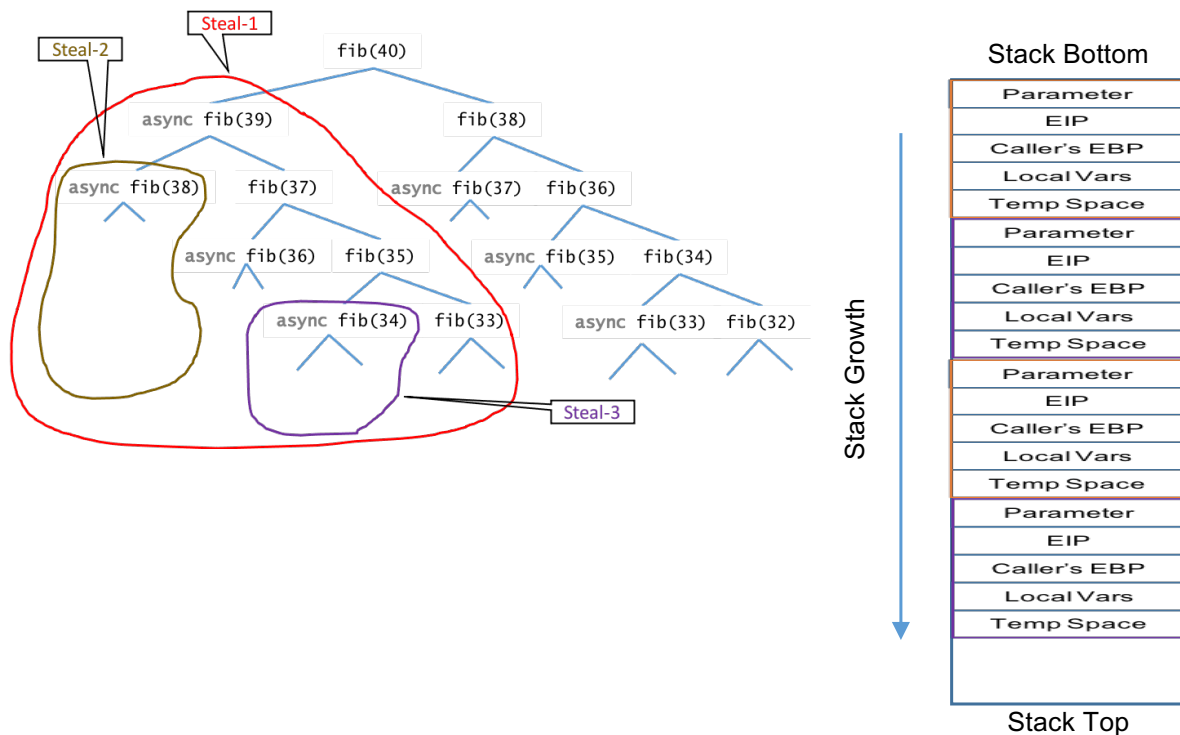 Steal-1
Steal-2
fib(40)
async fib(39)
fib(38)
async fib(38)
fib(37)
async fib(37)
fib(36)
async fib(36)
fib(35)
async fib(35)
fib(34)
async fib(34)
fib(33)
async fib(33)
fib(32)
Steal-3
Stack Growth
Stack Bottom
Parameter
EIP
Caller's EBP
Local Vars
Temp Space
Parameter
EIP
Caller's EBP
Local Vars
Temp Space
Parameter
EIP
Caller's EBP
Local Vars
Temp Space
Parameter
EIP
Caller's EBP
Local Vars
Temp Space
Stack Top